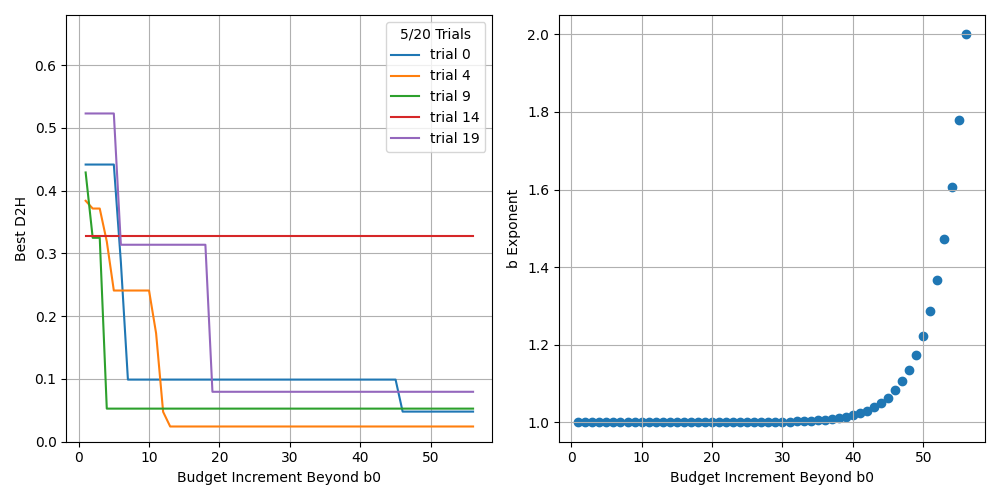 5/20 Trials
trial 0
trial 4
trial 9
trial 14
trial 19
Best D2H
0.6
0.5
0.4
0.3
0.2
0.1
0.0
0
10
20
30
40
50
Budget Increment Beyond b0
b Exponent
2.0
1.8
1.6
1.4
1.2
1.0
0
10
20
30
40
50
Budget Increment Beyond b0